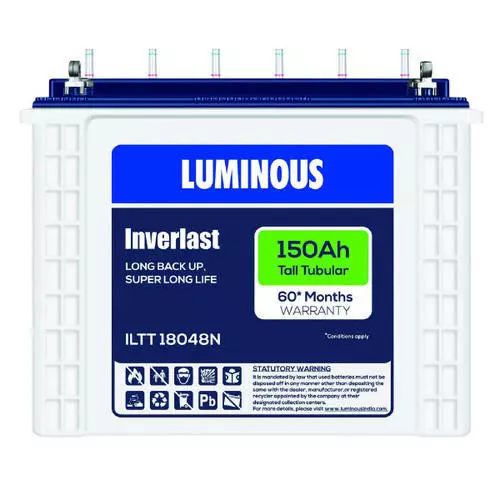 LUMINOUS
Inverlast
LONG BACK UP,
SUPER LONG LIFE
ILTT 18048N
150Ah
Tall Tubular
60* Months
WARRANTY
*Conditions apply
STATUTORY WARNING
It is mandated by law that used batteries must not be
disposed off in any manner other than depositing the
same with the dealer, manufacturer,or registered
recycler appointed by the company at their
designated collection centers.
For more details, please visit www.luminousindia.com
Pb